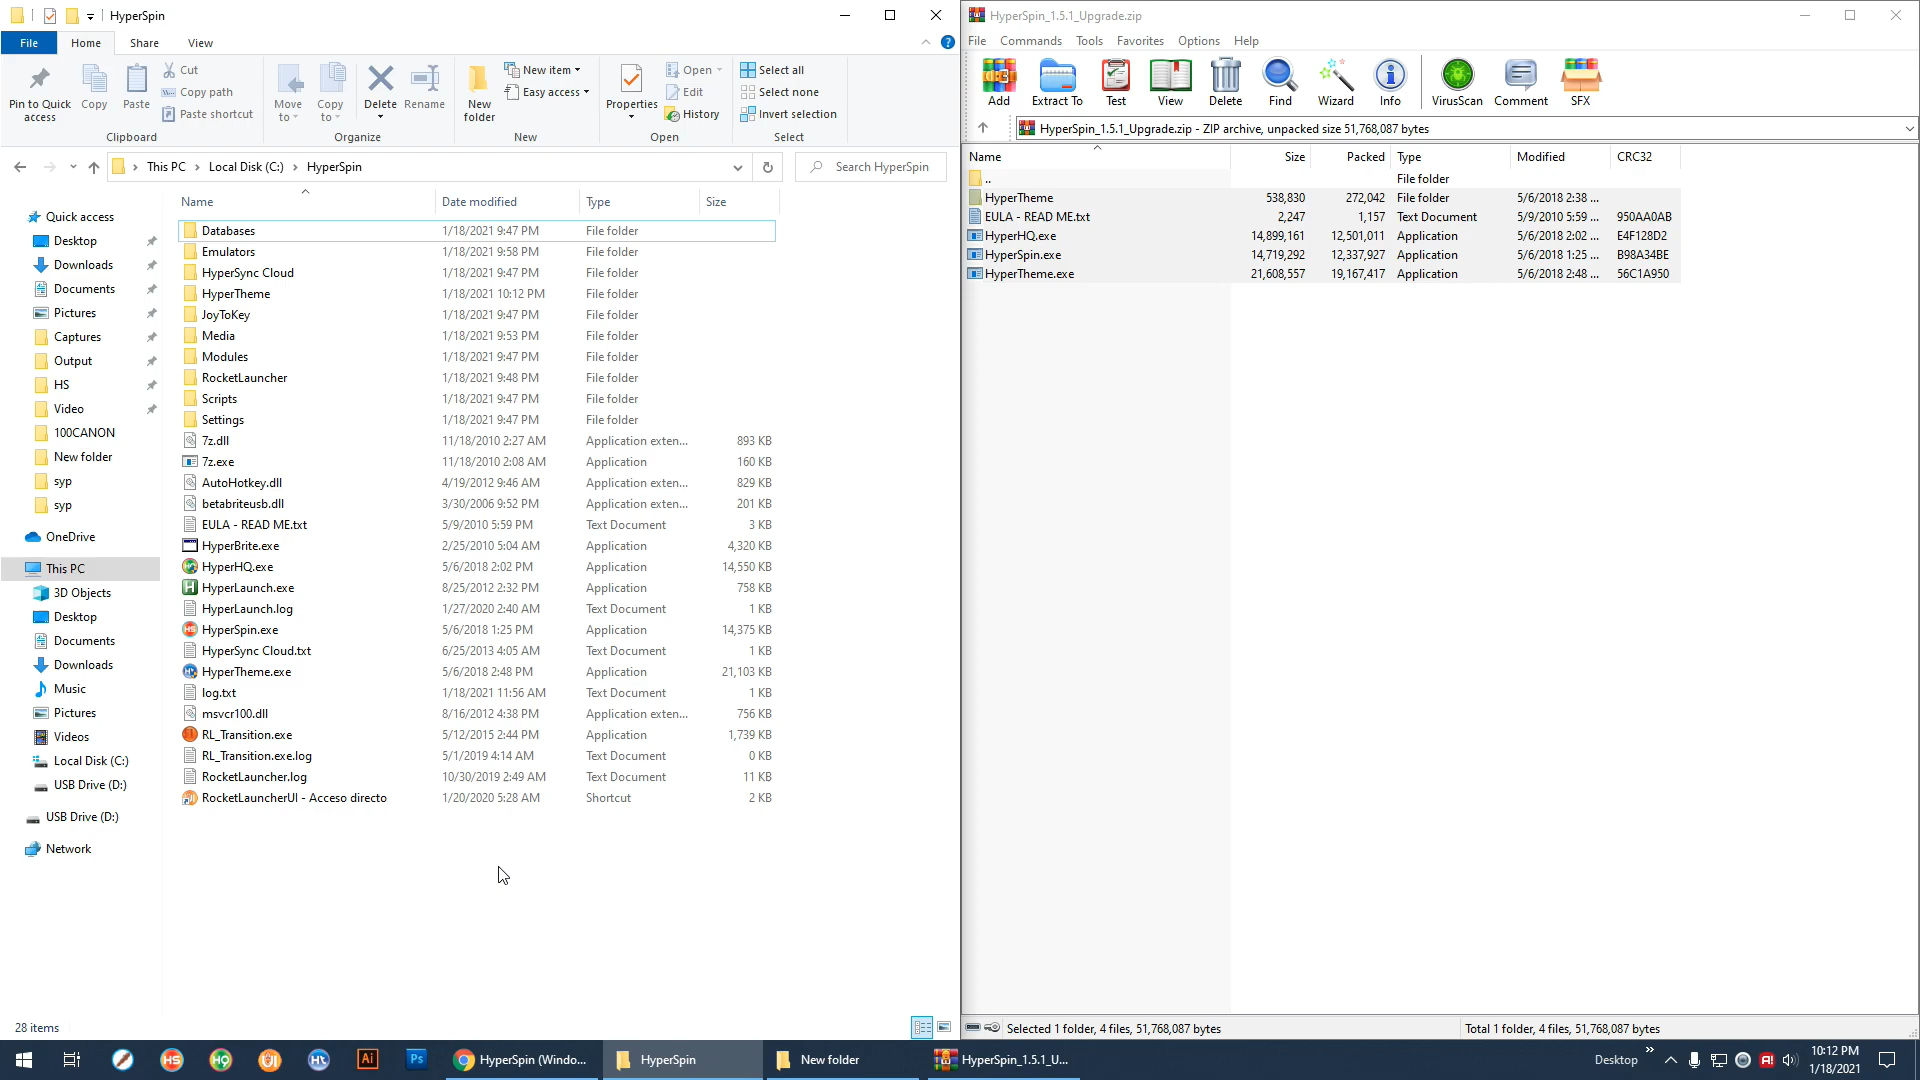 HyperSpin
File
Home
Share
View
Pin to Quick access
Copy
Paste
Cut
Copy path
Paste shortcut
Clipboard
Move to
Copy to
Delete
Rename
Organize
New folder
New item
Easy access
New
Properties
Open
Edit
History
Open
Select all
Select none
Invert selection
Select
This PC > Local Disk (C:) > HyperSpin
Search HyperSpin
Quick access
Desktop
Downloads
Documents
Pictures
Captures
Output
HS
Video
100CANON
New folder
syp
syp
OneDrive
This PC
3D Objects
Desktop
Documents
Downloads
Music
Pictures
Videos
Local Disk (C:)
USB Drive (D:)
USB Drive (D:)
Network
Name Date modified Type Size
Databases 1/18/2021 9:47 PM File folder
Emulators 1/18/2021 9:58 PM File folder
HyperSync Cloud 1/18/2021 9:47 PM File folder
HyperTheme 1/18/2021 10:12 PM File folder
JoyToKey 1/18/2021 9:47 PM File folder
Media 1/18/2021 9:53 PM File folder
Modules 1/18/2021 9:47 PM File folder
RocketLauncher 1/18/2021 9:48 PM File folder
Scripts 1/18/2021 9:47 PM File folder
Settings 1/18/2021 9:47 PM File folder
7z.dll 11/18/2010 2:27 AM Application exten... 893 KB
7z.exe 11/18/2010 2:08 AM Application 160 KB
AutoHotkey.dll 4/19/2012 9:46 AM Application exten... 829 KB
betabriteusb.dll 3/30/2006 9:52 PM Application exten... 201 KB
EULA - READ ME.txt 5/9/2010 5:59 PM Text Document 3 KB
HyperBrite.exe 2/25/2010 5:04 AM Application 4,320 KB
HyperHQ.exe 5/6/2018 2:02 PM Application 14,550 KB
HyperLaunch.exe 8/25/2012 2:32 PM Application 758 KB
HyperLaunch.log 1/27/2020 2:40 AM Text Document 1 KB
HyperSpin.exe 5/6/2018 1:25 PM Application 14,375 KB
HyperSync Cloud.txt 6/25/2013 4:05 AM Text Document 1 KB
HyperTheme.exe 5/6/2018 2:48 PM Application 21,103 KB
log.txt 1/18/2021 11:56 AM Text Document 1 KB
msvcr100.dll 8/16/2012 4:38 PM Application exten... 756 KB
RL_Transition.exe 5/12/2015 2:44 PM Application 1,739 KB
RL_Transition.exe.log 5/1/2019 4:14 AM Text Document 0 KB
RocketLauncher.log 10/30/2019 2:49 AM Text Document 11 KB
RocketLauncherUI - Acceso directo 1/20/2020 5:28 AM Shortcut 2 KB
28 items
HyperSpin_1.5.1_Upgrade.zip
File Commands Tools Favorites Options Help
Add Extract To Test View Delete Find Wizard Info VirusScan Comment SFX
HyperSpin_1.5.1_Upgrade.zip - ZIP archive, unpacked size 51,768,087 bytes
Name Size Packed Type Modified CRC32
.. File folder
HyperTheme 538,830 272,042 File folder 5/6/2018 2:38 ...
EULA - READ ME.txt 2,247 1,157 Text Document 5/9/2010 5:59 ... 950AA0AB
HyperHQ.exe 14,899,161 12,501,011 Application 5/6/2018 2:02 ... E4F128D2
HyperSpin.exe 14,719,292 12,337,927 Application 5/6/2018 1:25 ... B98A34BE
HyperTheme.exe 21,608,557 19,167,417 Application 5/6/2018 2:48 ... 56C1A950
Selected 1 folder, 4 files, 51,768,087 bytes
Total 1 folder, 4 files, 51,768,087 bytes
HS
HQ
Ht
Ai
Ps
HyperSpin (Windo...
HyperSpin
New folder
HyperSpin_1.5.1_U...
Desktop
10:12 PM
1/18/2021